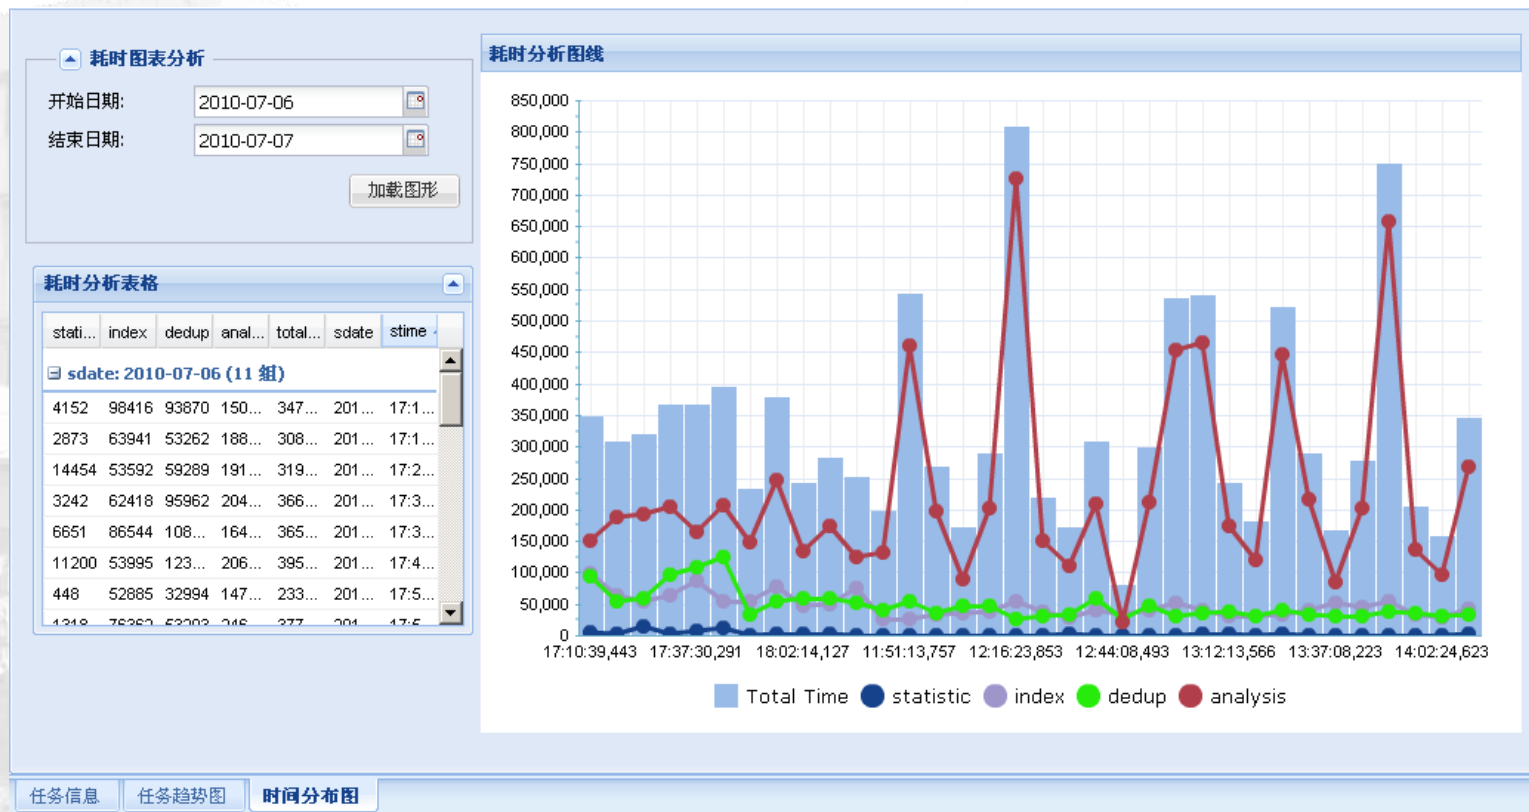 耗时图表分析
开始日期: 2010-07-06
结束日期: 2010-07-07
加载图形
耗时分析表格
stati... index dedup anal... total... sdate stime
sdate: 2010-07-06 (11 组)
4152 98416 93870 150... 347... 201... 17:1...
2873 63941 53262 188... 308... 201... 17:1...
14454 53592 59289 191... 319... 201... 17:2...
3242 62418 95962 204... 366... 201... 17:3...
6651 86544 108... 164... 365... 201... 17:3...
11200 53995 123... 206... 395... 201... 17:4...
448 52885 32994 147... 233... 201... 17:5...
耗时分析图线
850,000
800,000
750,000
700,000
650,000
600,000
550,000
500,000
450,000
400,000
350,000
300,000
250,000
200,000
150,000
100,000
50,000
0
17:10:39,443 17:37:30,291 18:02:14,127 11:51:13,757 12:16:23,853 12:44:08,493 13:12:13,566 13:37:08,223 14:02:24,623
Total Time statistic index dedup analysis
任务信息 任务趋势图 时间分布图